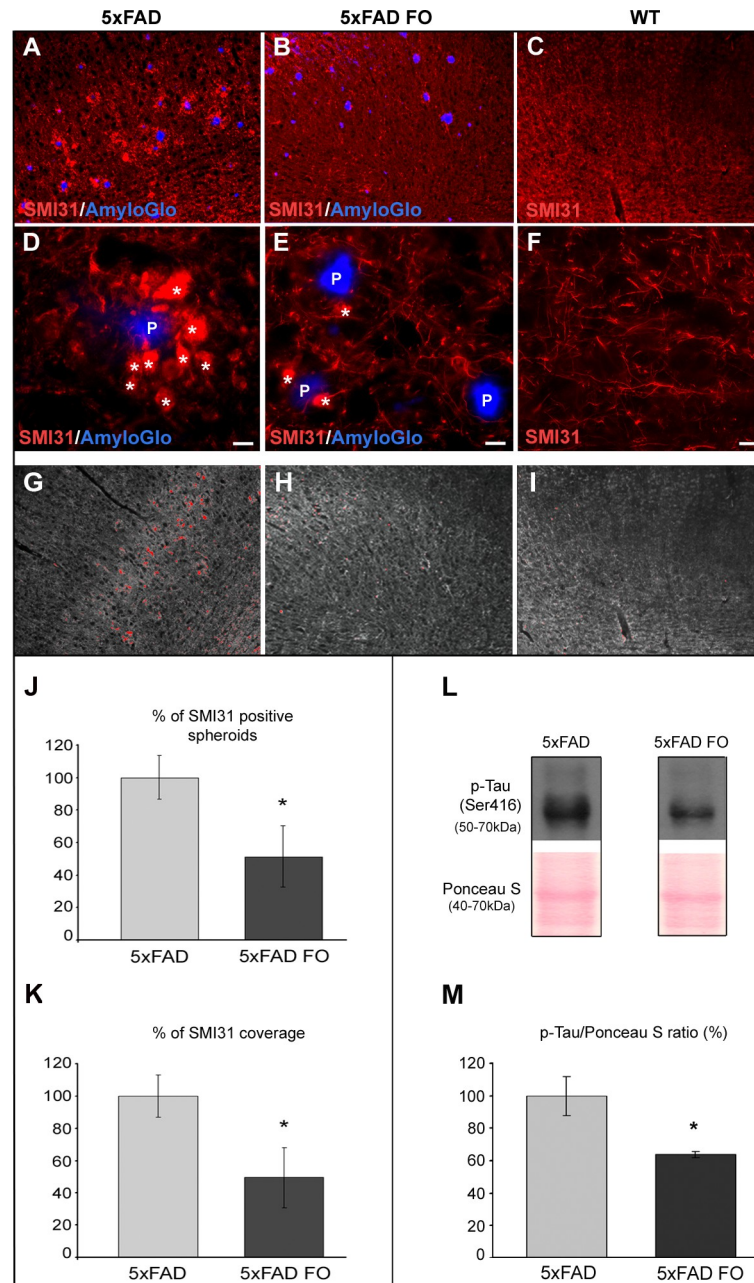 5xFAD 5xFAD FO WT
A B C
SMI31/AmyloGlo SMI31/AmyloGlo SMI31
D E F
*
P
P *
*
* *
* * *
*
* P *
P
SMI31/AmyloGlo SMI31/AmyloGlo SMI31
G H I
J
% of SMI31 positive
spheroids
120
100
80
60
40
20
0
*
5xFAD 5xFAD FO
K
% of SMI31 coverage
120
100
80
60
40
20
0
*
5xFAD 5xFAD FO
L
5xFAD 5xFAD FO
p-Tau
(Ser416)
(50-70kDa)
Ponceau S
(40-70kDa)
M
p-Tau/Ponceau S ratio (%)
120
100
80
60
40
20
0
*
5xFAD 5xFAD FO